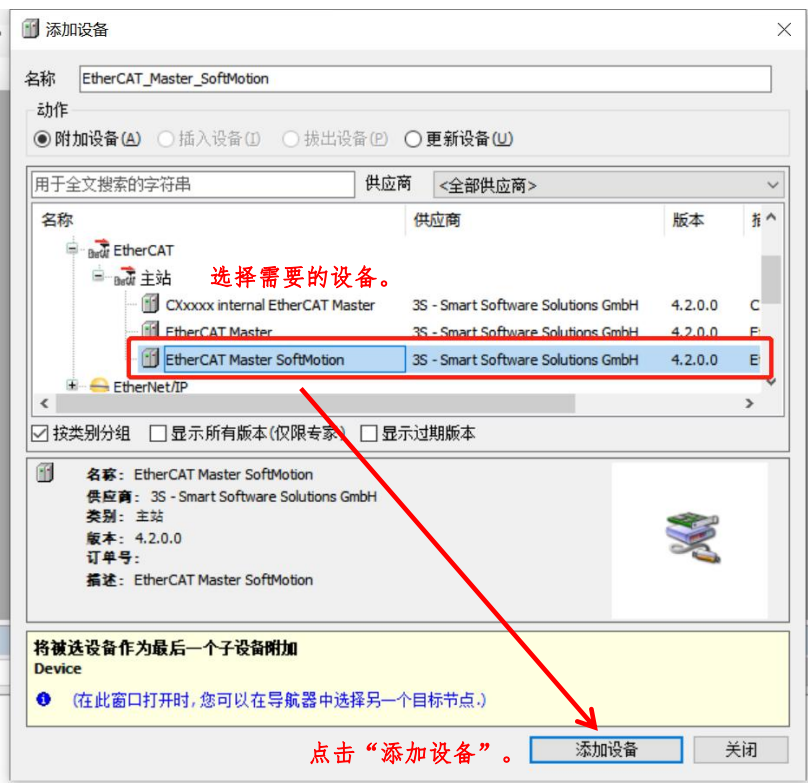 添加设备
名称 EtherCAT_Master_SoftMotion
动作
附加设备(A) 插入设备(I) 拔出设备(P) 更新设备(U)
用于全文搜索的字符串 供应商 <全部供应商>
名称 供应商 版本
EtherCAT
主站 选择需要的设备。
CXxxxx internal EtherCAT Master 3S - Smart Software Solutions GmbH 4.2.0.0 C
EtherCAT Master 3S - Smart Software Solutions GmbH 4.2.0.0
EtherCAT Master SoftMotion 3S - Smart Software Solutions GmbH 4.2.0.0 E
EtherNet/IP
按类别分组 显示所有版本(仅限专家) 显示过期版本
名称: EtherCAT Master SoftMotion
供应商: 3S - Smart Software Solutions GmbH
类别: 主站
版本: 4.2.0.0
订单号:
描述: EtherCAT Master SoftMotion
将被选设备作为最后一个子设备附加
Device
(在此窗口打开时,您可以在导航器中选择另一个目标节点.)
点击“添加设备”。 添加设备 关闭